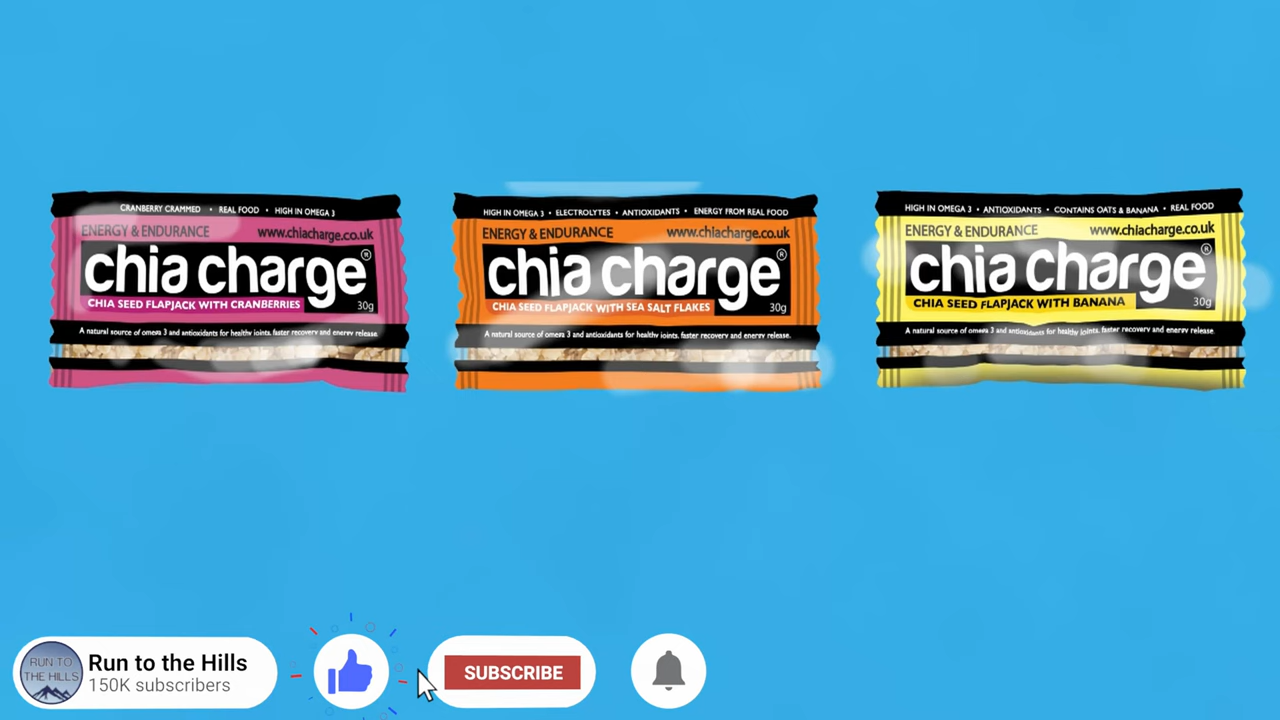 CRANBERRY CRAMMED • REAL FOOD • HIGH IN OMEGA 3
ENERGY & ENDURANCE www.chiacharge.co.uk
chia charge®
CHIA SEED FLAPJACK WITH CRANBERRIES 30g
A natural source of omega 3 and antioxidants for healthy joints, faster recovery and energy release.
HIGH IN OMEGA 3 • ELECTROLYTES • ANTIOXIDANTS • ENERGY FROM REAL FOOD
ENERGY & ENDURANCE www.chiacharge.co.uk
chia charge®
CHIA SEED FLAPJACK WITH SEA SALT FLAKES 30g
A natural source of omega 3 and antioxidants for healthy joints, faster recovery and energy release.
HIGH IN OMEGA 3 • ANTIOXIDANTS • CONTAINS OATS & BANANA • REAL FOOD
ENERGY & ENDURANCE www.chiacharge.co.uk
chia charge®
CHIA SEED FLAPJACK WITH BANANA 30g
A natural source of omega 3 and antioxidants for healthy joints, faster recovery and energy release.
RUN TO
THE HILLS
Run to the Hills
150K subscribers
SUBSCRIBE